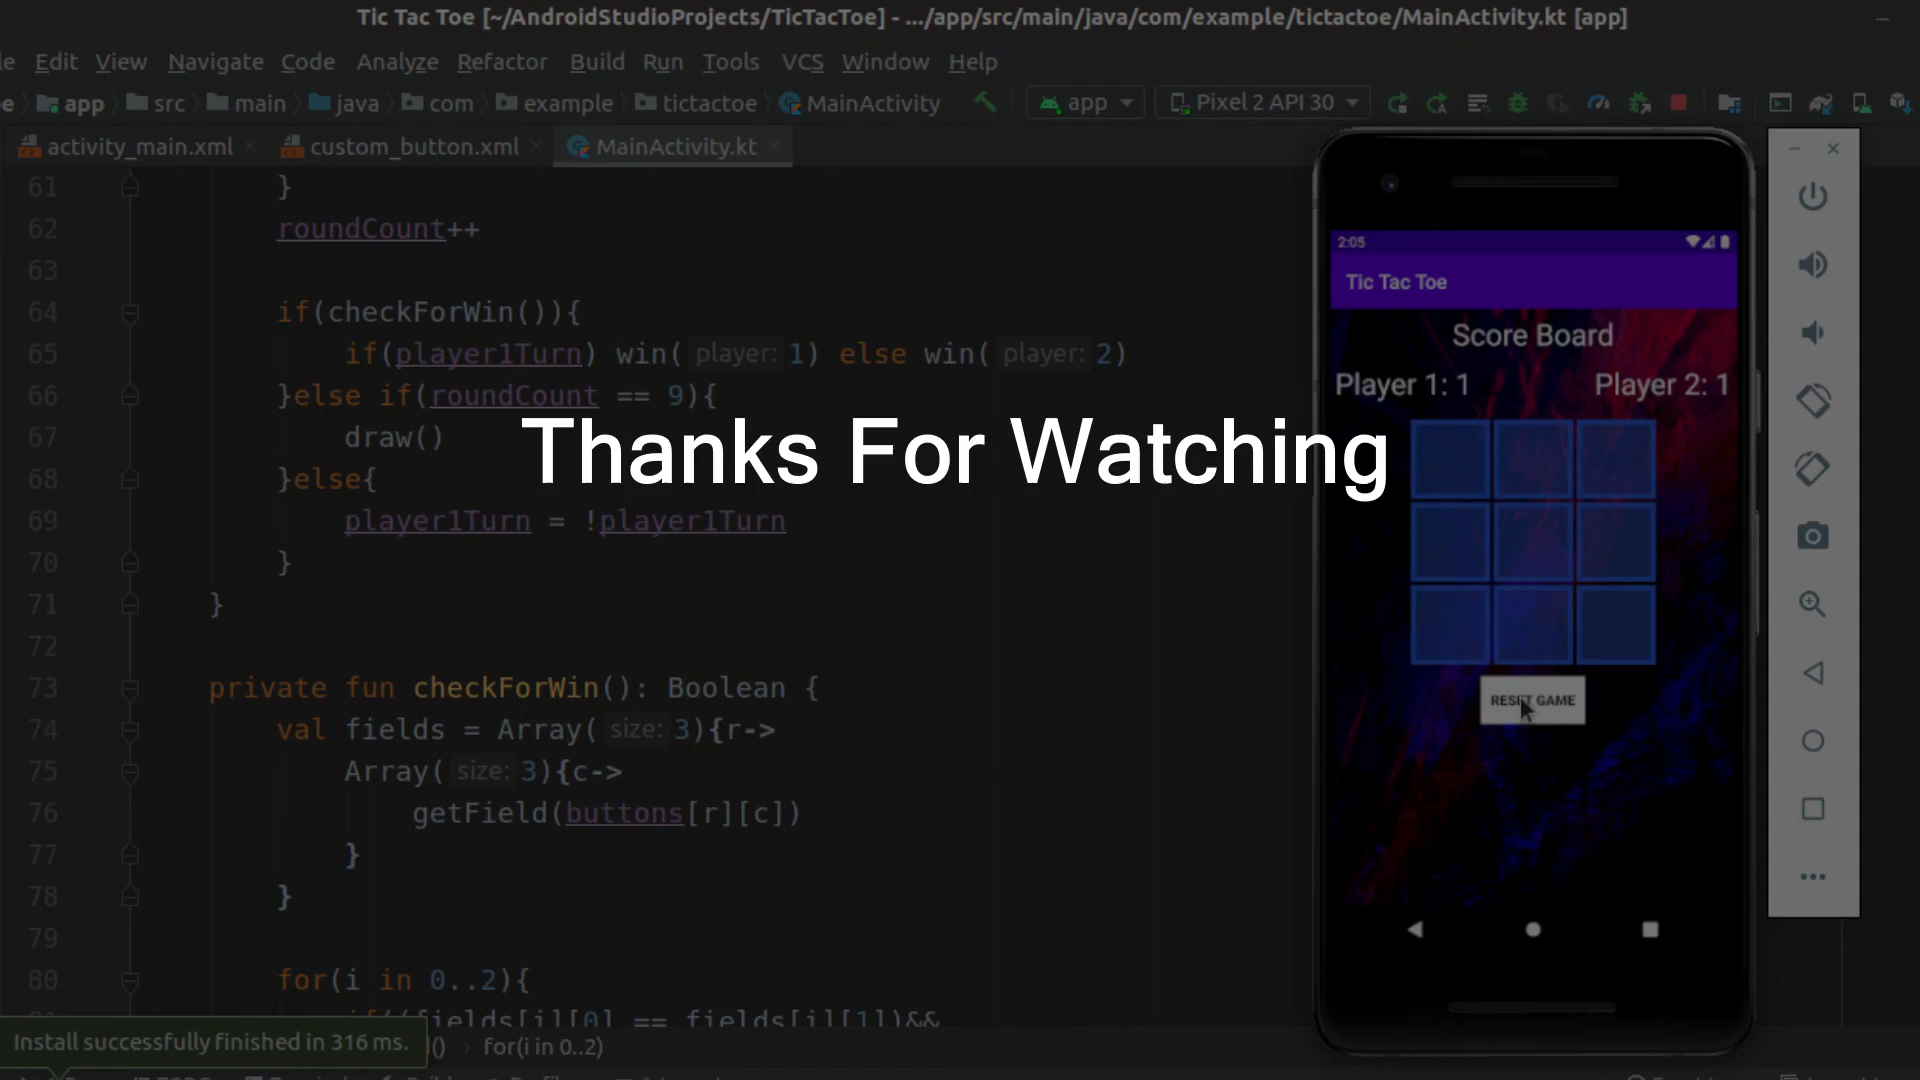 Tic Tac Toe [~/AndroidStudioProjects/TicTacToe] - .../app/src/main/java/com/example/tictactoe/MainActivity.kt [app]
le Edit View Navigate Code Analyze Refactor Build Run Tools VCS Window Help
e app src main java com example tictactoe MainActivity app Pixel 2 API 30
activity_main.xml custom_button.xml MainActivity.kt
61 }
62 roundCount++
63
64 if(checkForWin()){
65 if(player1Turn) win( player: 1) else win( player: 2)
66 }else if(roundCount == 9){
67 draw()
68 }else{
69 player1Turn = !player1Turn
70 }
71 }
72
73 private fun checkForWin(): Boolean {
74 val fields = Array( size: 3){r->
75 Array( size: 3){c->
76 getField(buttons[r][c])
77 }
78 }
79
80 for(i in 0..2){
if((fields[i][0] == fields[i][1])&&
Thanks For Watching
2:05
Tic Tac Toe
Score Board
Player 1: 1 Player 2: 1
RESET GAME
Install successfully finished in 316 ms.
() for(i in 0..2)